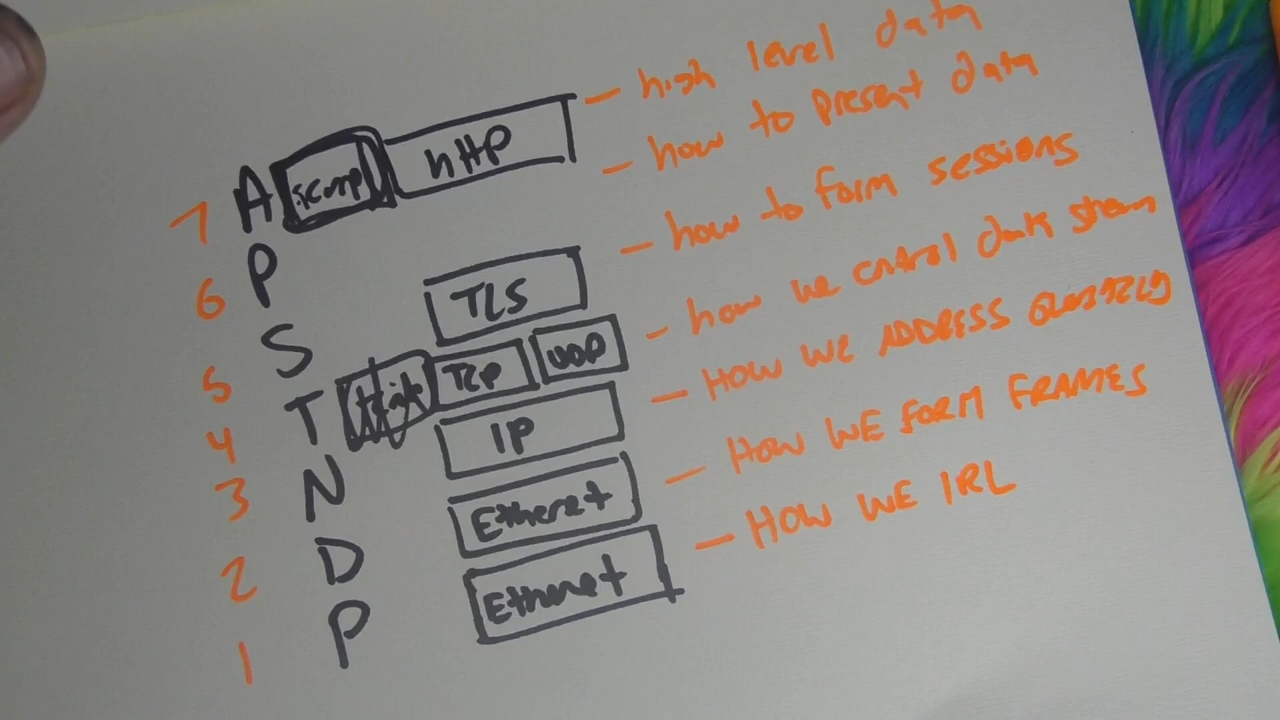 — high level data
7 A hHP
— how to present data
6 P
— how to form sessions
5 S TLS
— how we control data stream
4 T TCP UDP
— HOW WE ADDRESS GLOBALLY
3 N IP
— HOW WE FORM FRAMES
2 D Ethernet
— HOW WE IRL
1 P Ethernet